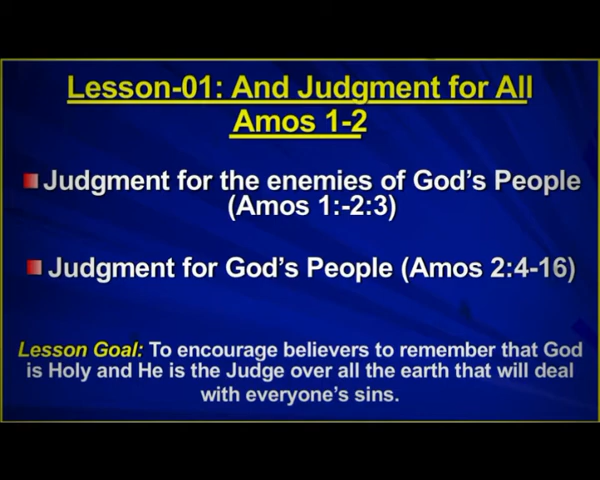 Lesson-01: And Judgment for All
Amos 1-2
Judgment for the enemies of God's People
(Amos 1:-2:3)
Judgment for God's People (Amos 2:4-16)
Lesson Goal: To encourage believers to remember that God
is Holy and He is the Judge over all the earth that will deal
with everyone's sins.